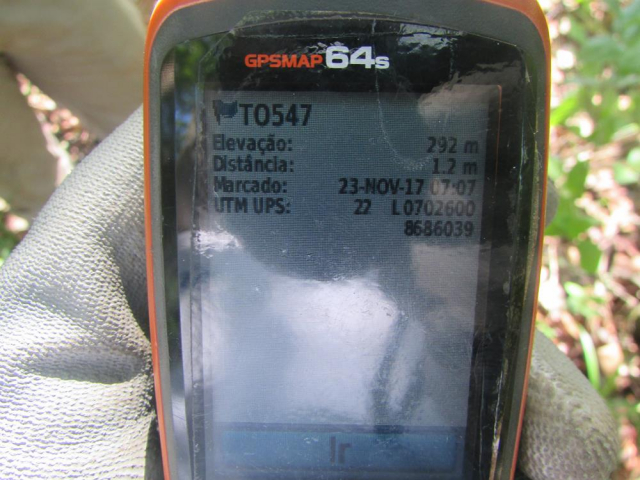 GPSMAP 64s
TO547
Elevação: 292 m
Distância: 1.2 m
Marcado: 23-NOV-17 07:07
UTM UPS: 22 L 0702600
8686039
Ir